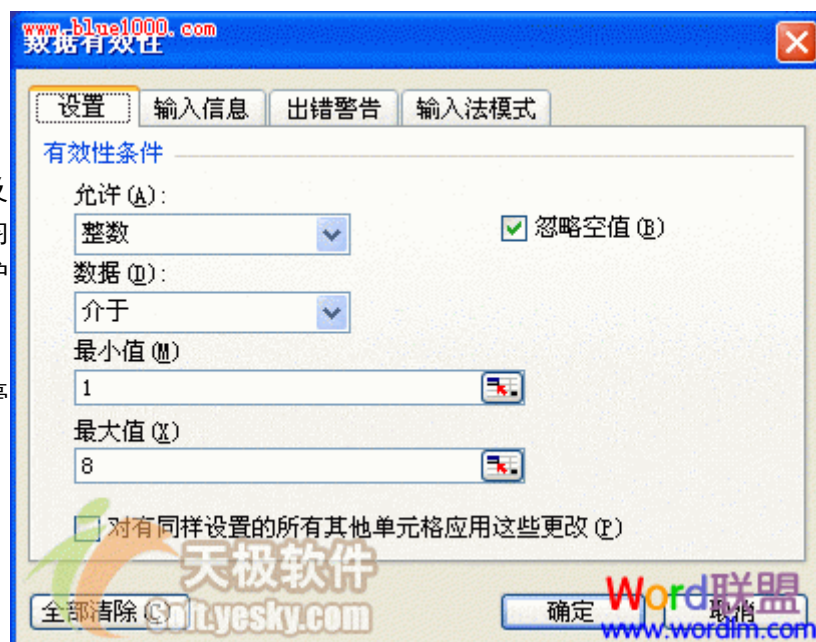 www.blue1000.com
数据有效性
设置 输入信息 出错警告 输入法模式
有效性条件
允许(A):
整数
忽略空值(B)
数据(D):
介于
最小值(M)
1
最大值(X)
8
对有同样设置的所有其他单元格应用这些更改(P)
天极软件
Soft.yesky.com
全部清除(C) 确定 取消
Word联盟
www.wordlm.com